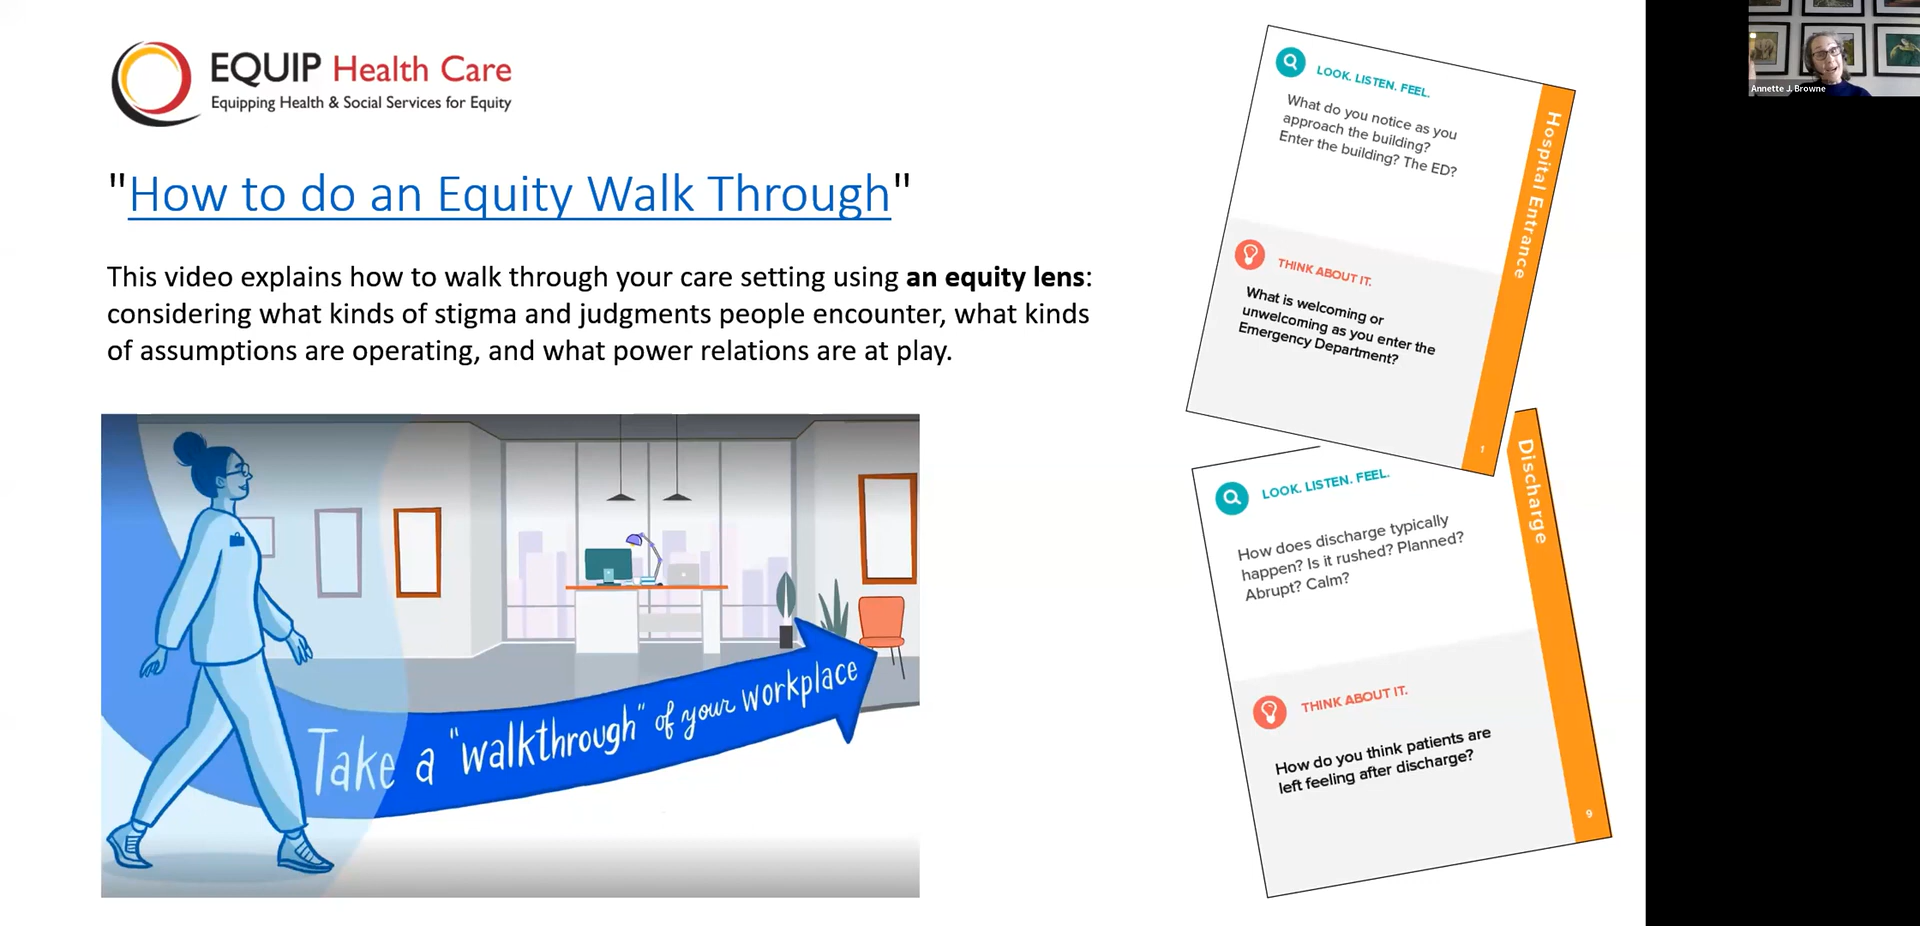 EQUIP Health Care
Equipping Health & Social Services for Equity
"How to do an Equity Walk Through"
This video explains how to walk through your care setting using an equity lens:
considering what kinds of stigma and judgments people encounter, what kinds
of assumptions are operating, and what power relations are at play.
Take a "walkthrough" of your workplace
LOOK. LISTEN. FEEL.
What do you notice as you
approach the building?
Enter the building? The ED?
THINK ABOUT IT.
What is welcoming or
unwelcoming as you enter the
Emergency Department?
Hospital Entrance
1
LOOK. LISTEN. FEEL.
How does discharge typically
happen? Is it rushed? Planned?
Abrupt? Calm?
THINK ABOUT IT.
How do you think patients are
left feeling after discharge?
Discharge
9
Annette J. Browne